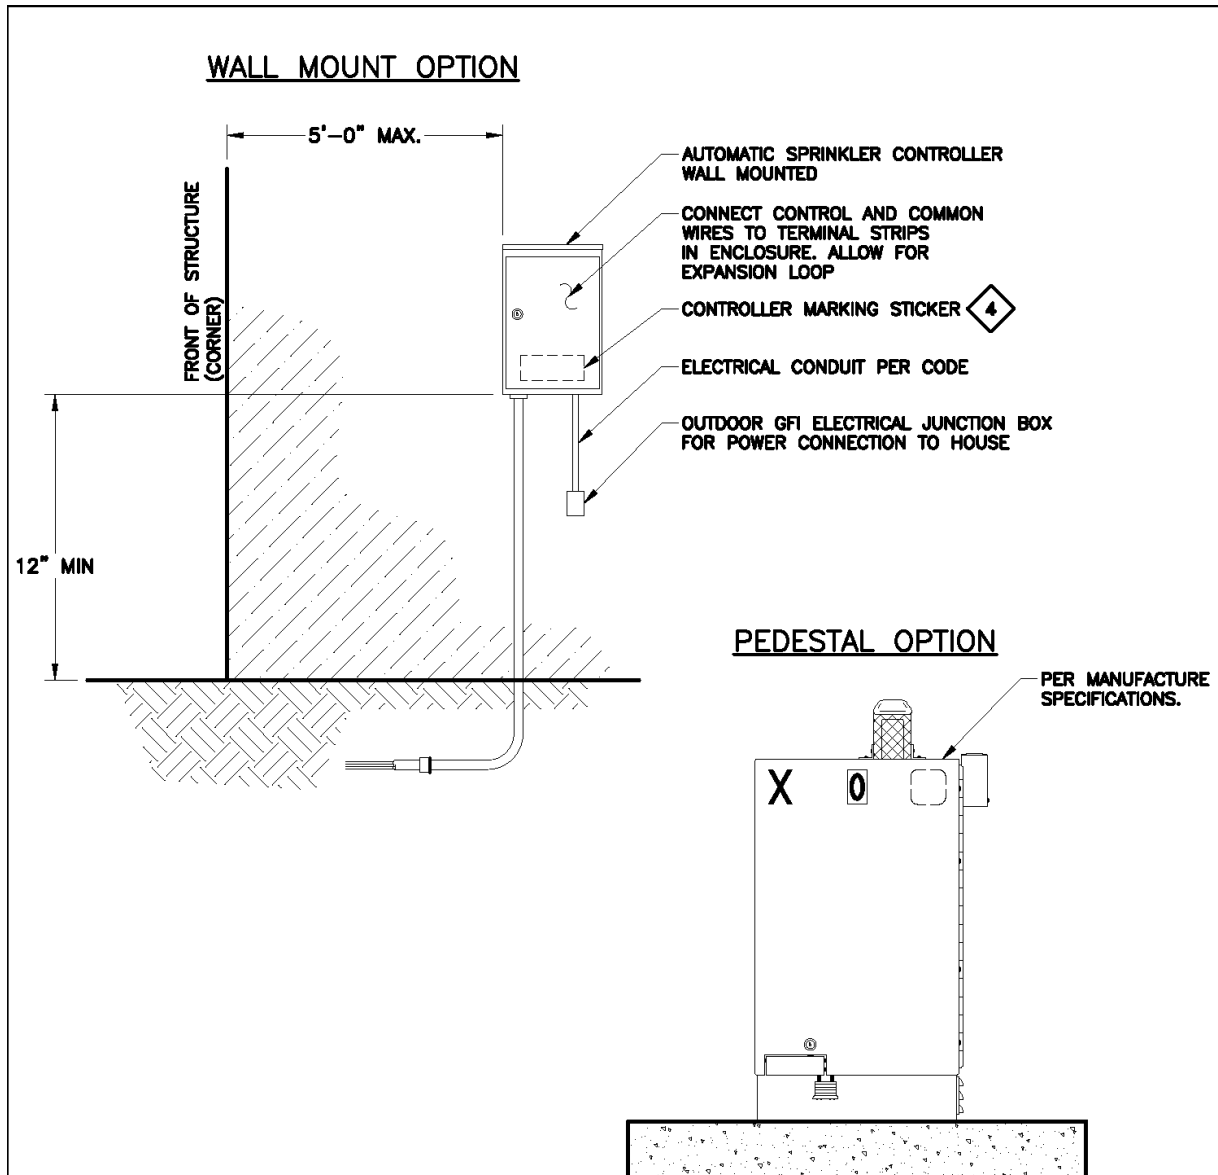 WALL MOUNT OPTION
5'-0" MAX.
AUTOMATIC SPRINKLER CONTROLLER
WALL MOUNTED
CONNECT CONTROL AND COMMON
WIRES TO TERMINAL STRIPS
IN ENCLOSURE. ALLOW FOR
EXPANSION LOOP
FRONT OF STRUCTURE
(CORNER)
CONTROLLER MARKING STICKER 4
ELECTRICAL CONDUIT PER CODE
OUTDOOR GFI ELECTRICAL JUNCTION BOX
FOR POWER CONNECTION TO HOUSE
12" MIN
PEDESTAL OPTION
PER MANUFACTURE
SPECIFICATIONS.
X 0